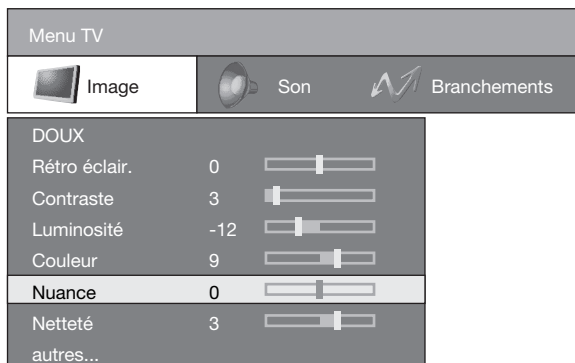 Menu TV
Image Son Branchements
DOUX
Rétro éclair. 0
Contraste 3
Luminosité -12
Couleur 9
Nuance 0
Netteté 3
autres...